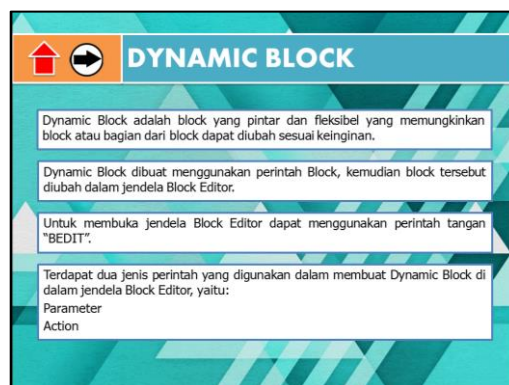 DYNAMIC BLOCK
Dynamic Block adalah block yang pintar dan fleksibel yang memungkinkan
block atau bagian dari block dapat diubah sesuai keinginan.
Dynamic Block dibuat menggunakan perintah Block, kemudian block tersebut
diubah dalam jendela Block Editor.
Untuk membuka jendela Block Editor dapat menggunakan perintah tangan
“BEDIT”.
Terdapat dua jenis perintah yang digunakan dalam membuat Dynamic Block di
dalam jendela Block Editor, yaitu:
Parameter
Action